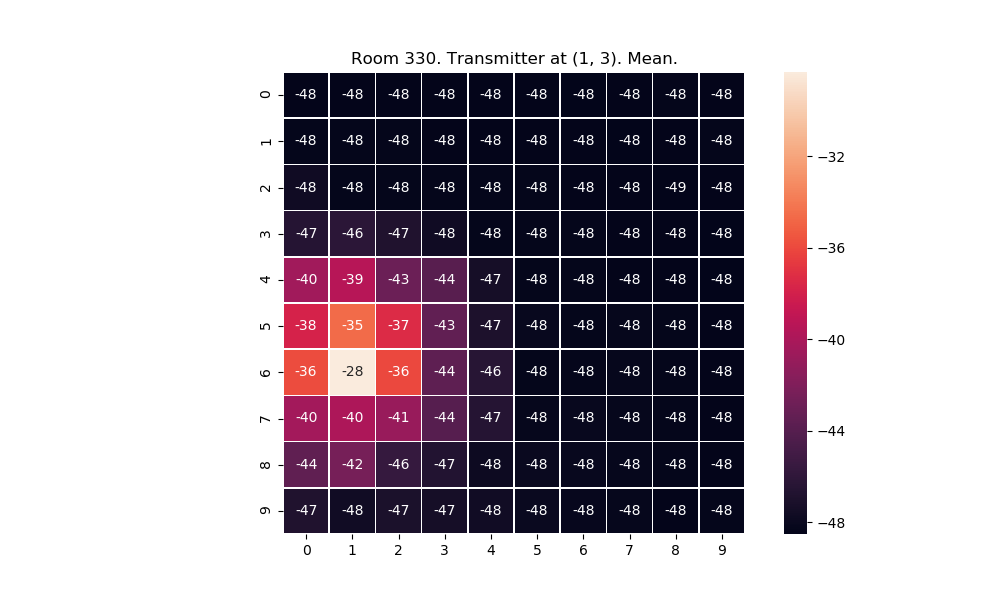 Room 330. Transmitter at (1, 3). Mean.
0 -48 -48 -48 -48 -48 -48 -48 -48 -48 -48
1 -48 -48 -48 -48 -48 -48 -48 -48 -48 -48
-32
2 -48 -48 -48 -48 -48 -48 -48 -48 -49 -48
3 -47 -46 -47 -48 -48 -48 -48 -48 -48 -48
−36
4 -40 -39 -43 -44 -47 -48 -48 -48 -48 -48
5 -38 -35 -37 -43 -47 -48 -48 -48 -48 -48
−40
6 -36 -28 -36 -44 -46 -48 -48 -48 -48 -48
7 -40 -40 -41 -44 -47 -48 -48 -48 -48 -48
−44
8 -44 -42 -46 -47 -48 -48 -48 -48 -48 -48
9 -47 -48 -47 -47 -48 -48 -48 -48 -48 -48
−48
0 1 2 3 4 5 6 7 8 9